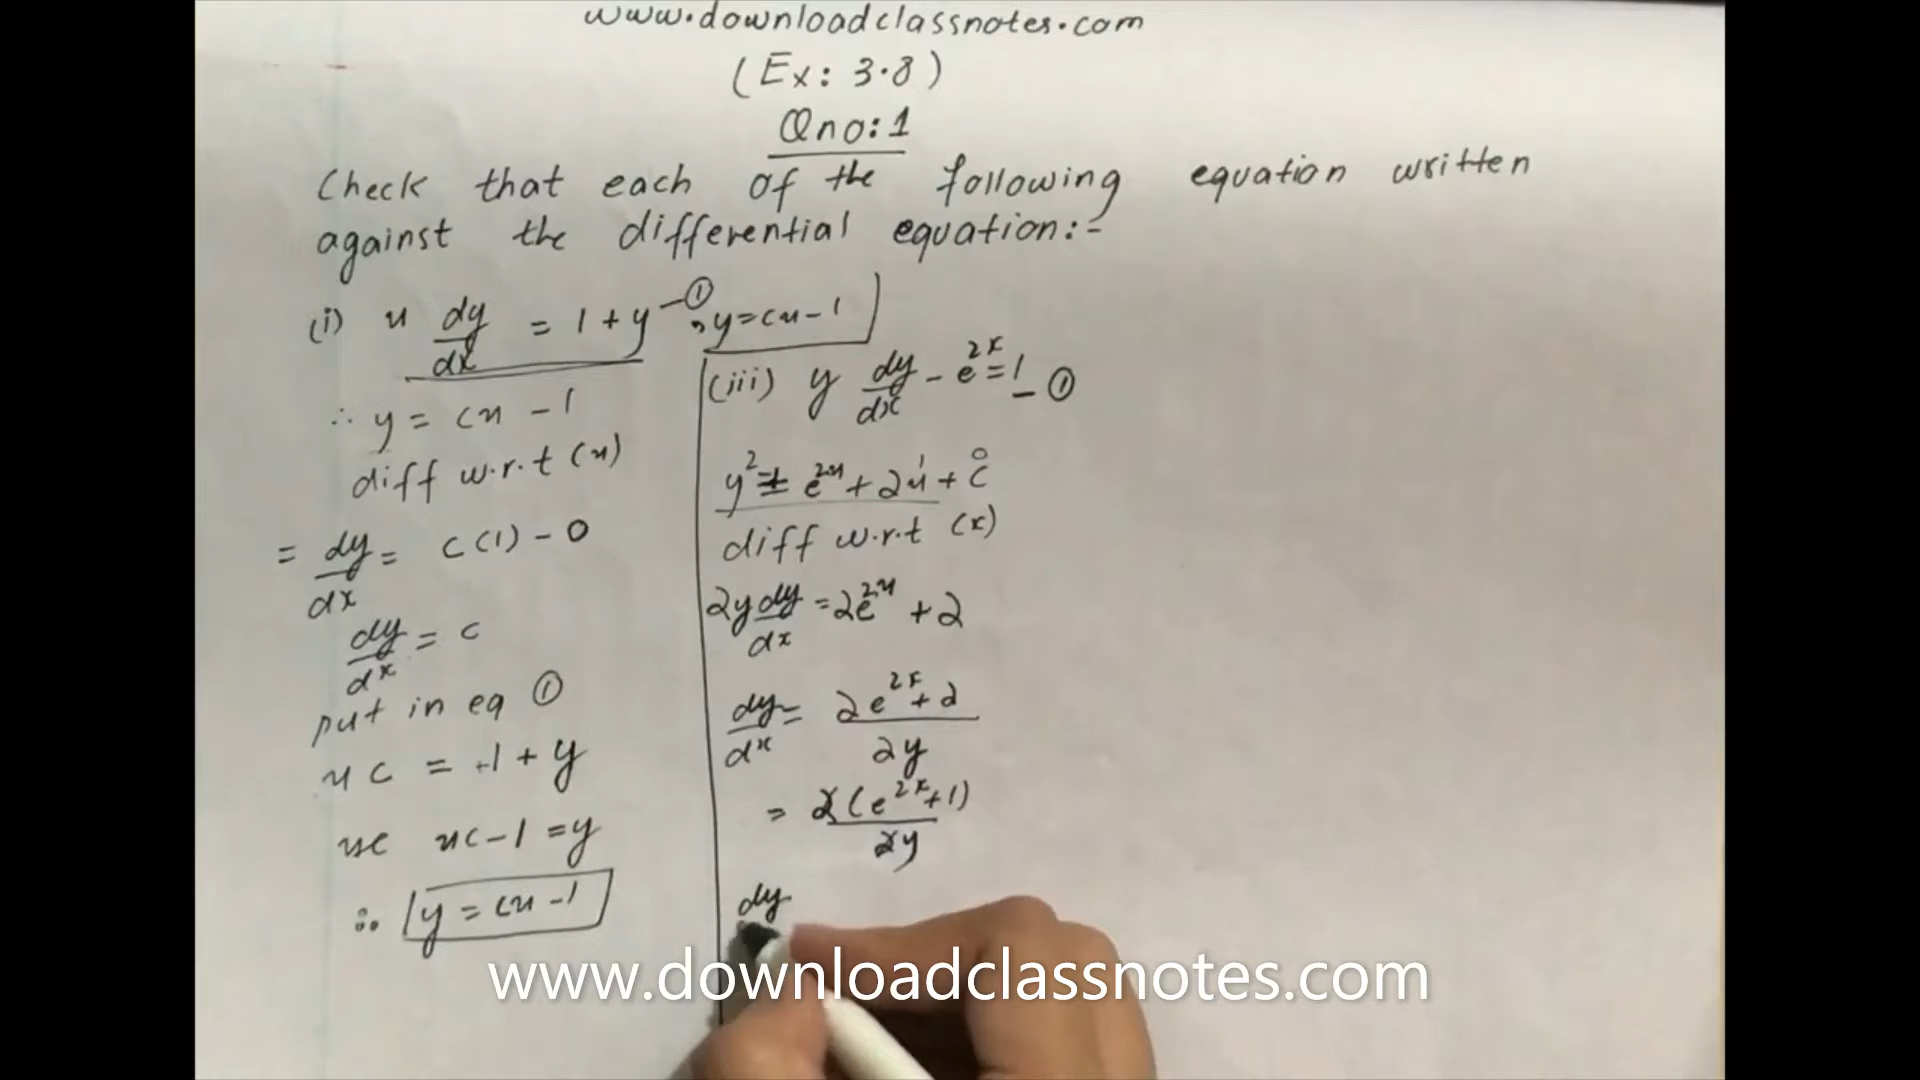 www.downloadclassnotes.com
(Ex: 3.8)
Qno:1
Check that each of the following equation written
against the differential equation:-
(i) x dy/dx = 1 + y –① , y = cx - 1
∴ y = cx - 1
diff w.r.t (x)
= dy/dx = c(1) - 0
dy/dx = c
put in eq ①
xc = +1 + y
xc xc - 1 = y
∴ y = cx - 1
(iii) y dy/dx - e^2x = 1 – ①
y² = e^2x + 2x + c
diff w.r.t (x)
2y dy/dx = 2e^2x + 2
dy/dx = 2e^2x + 2 / 2y
= 2(e^2x + 1) / 2y
dy
www.downloadclassnotes.com